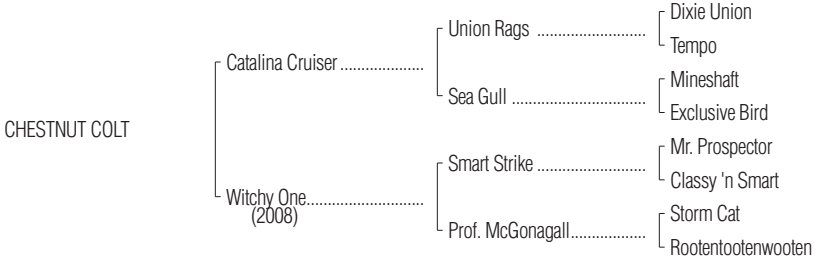 Dixie Union
Union Rags ..........................
Tempo
Catalina Cruiser ....................
Mineshaft
Sea Gull ................................
Exclusive Bird
CHESTNUT COLT
Mr. Prospector
Smart Strike ..........................
Classy 'n Smart
Witchy One...........................
(2008)
Storm Cat
Prof. McGonagall..................
Rootentootenwooten